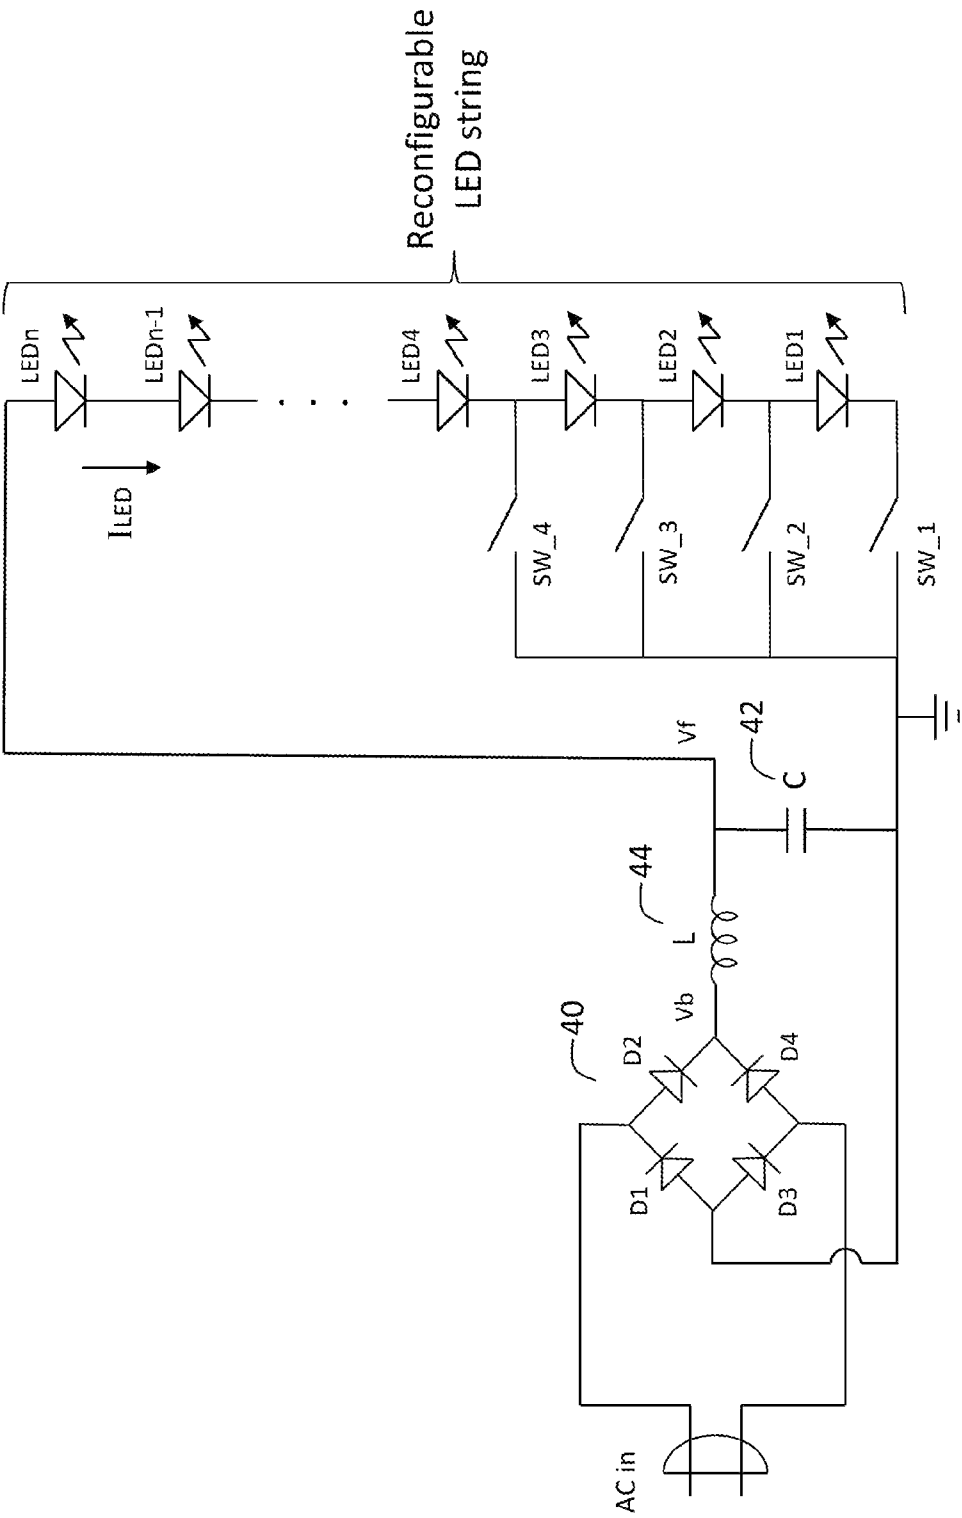 Reconfigurable
LED string
LEDn
LEDn-1
LED4
LED3
LED2
LED1
ILED
SW_4
SW_3
SW_2
SW_1
Vf
42
C
44
L
Vb
40
D2
D4
D1
D3
AC in